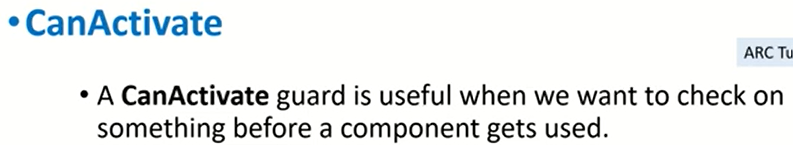 • CanActivate
ARC Tu
• A CanActivate guard is useful when we want to check on
something before a component gets used.